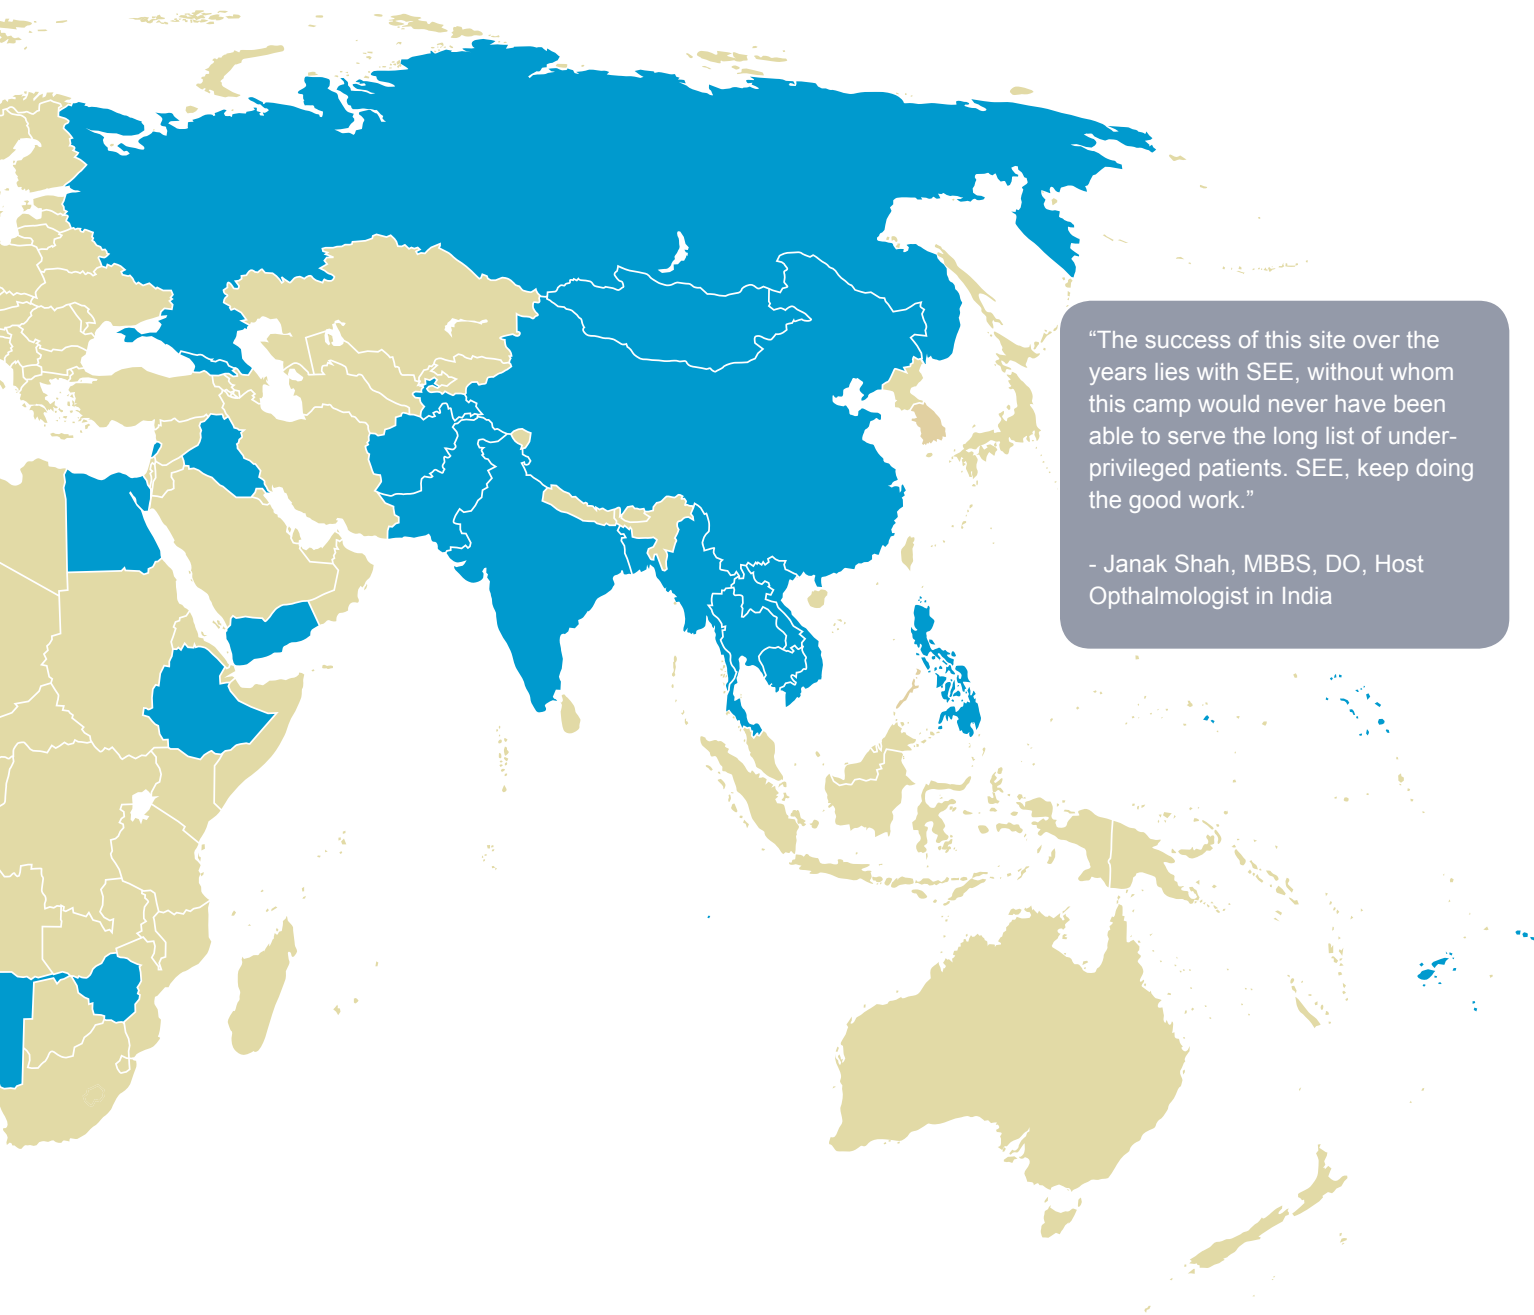 “The success of this site over the
years lies with SEE, without whom
this camp would never have been
able to serve the long list of under-
privileged patients. SEE, keep doing
the good work.”
- Janak Shah, MBBS, DO, Host
Opthalmologist in India